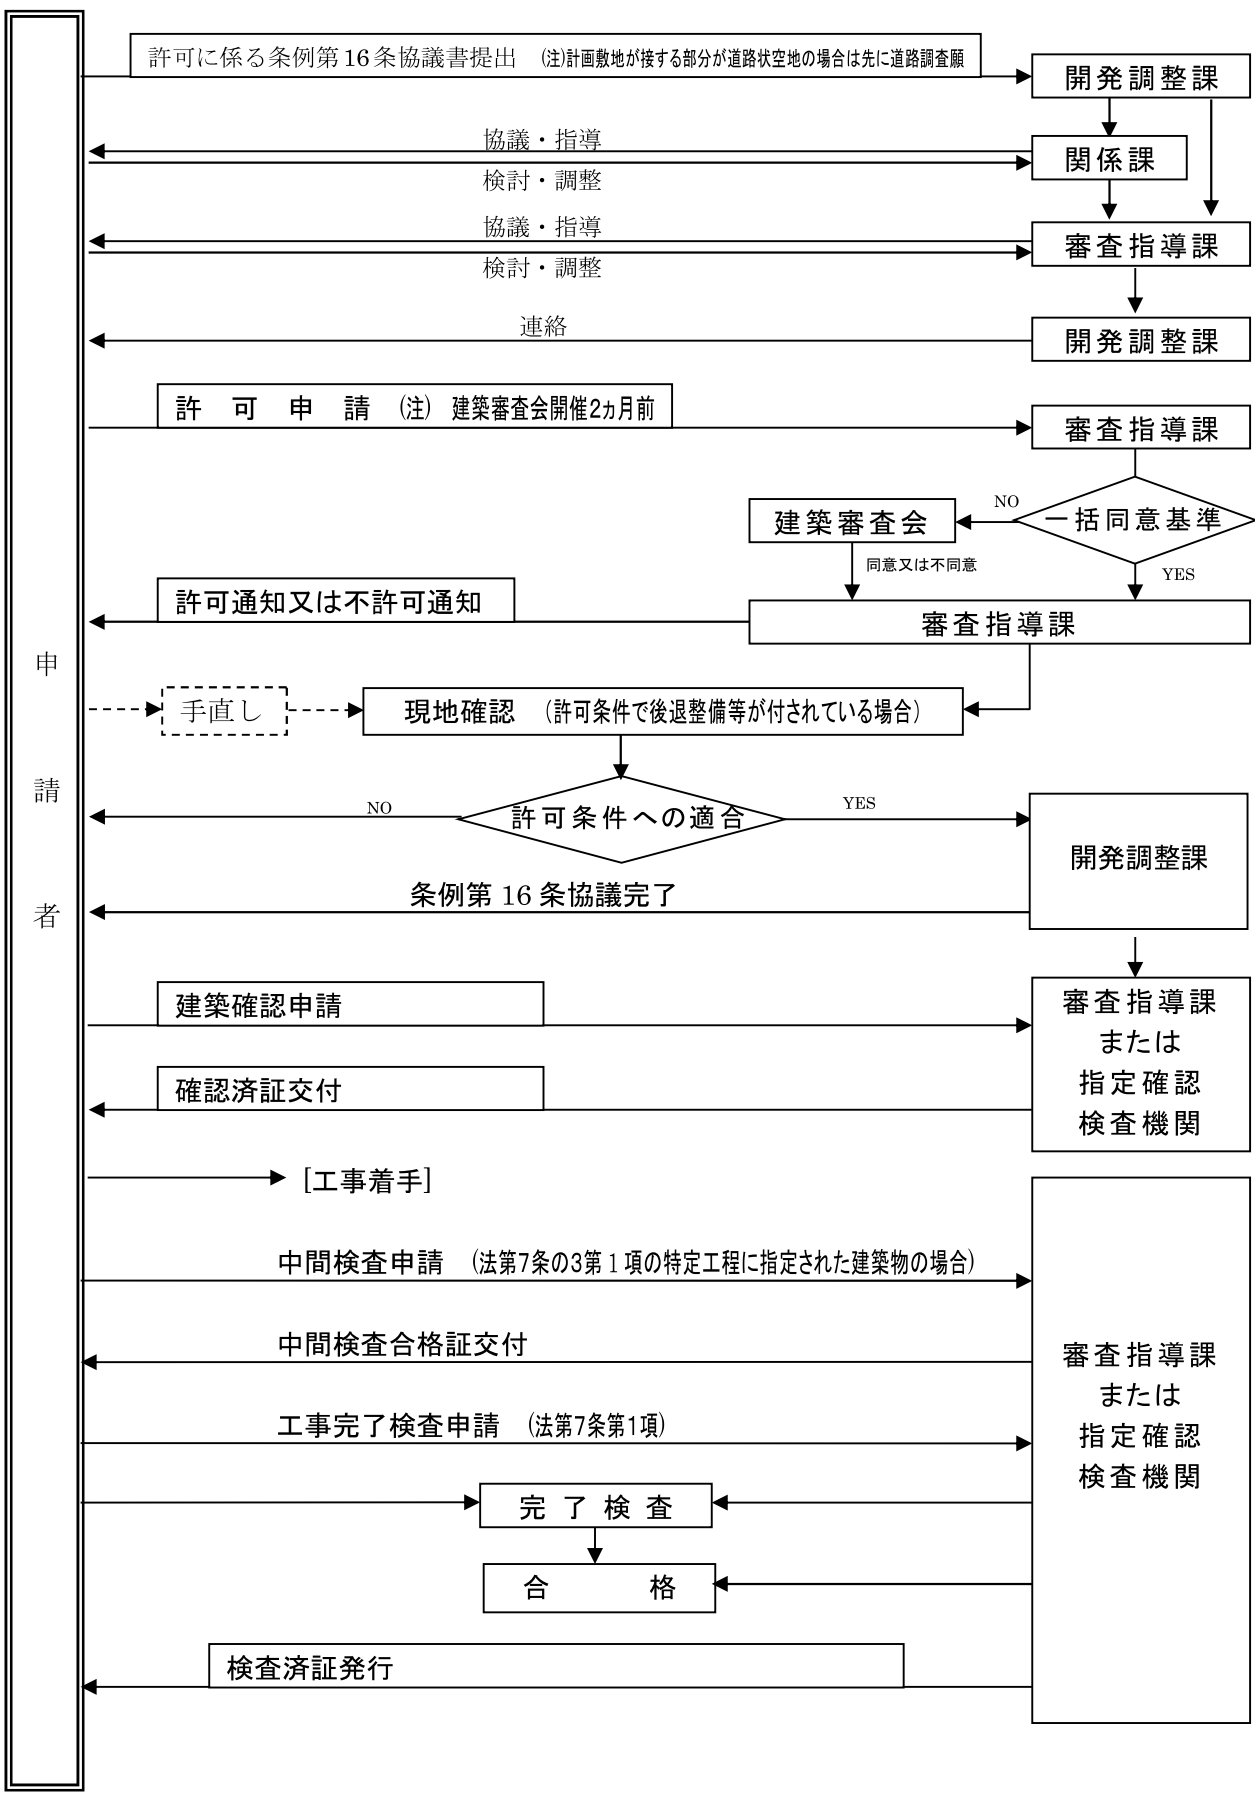 許可に係る条例第16条協議書提出　(注)計画敷地が接する部分が道路状空地の場合は先に道路調査願
開発調整課
協議・指導
関係課
検討・調整
協議・指導
審査指導課
検討・調整
連絡
開発調整課
許　可　申　請　(注)　建築審査会開催2ヵ月前
審査指導課
NO
一括同意基準
建築審査会
同意又は不同意
YES
許可通知又は不許可通知
審査指導課
申請者
手直し
現地確認　(許可条件で後退整備等が付されている場合)
NO
許可条件への適合
YES
開発調整課
条例第16条協議完了
建築確認申請
審査指導課
または
指定確認
検査機関
確認済証交付
[工事着手]
中間検査申請　(法第7条の3第1項の特定工程に指定された建築物の場合)
中間検査合格証交付
審査指導課
または
指定確認
検査機関
工事完了検査申請　(法第7条第1項)
完了検査
合　格
検査済証発行